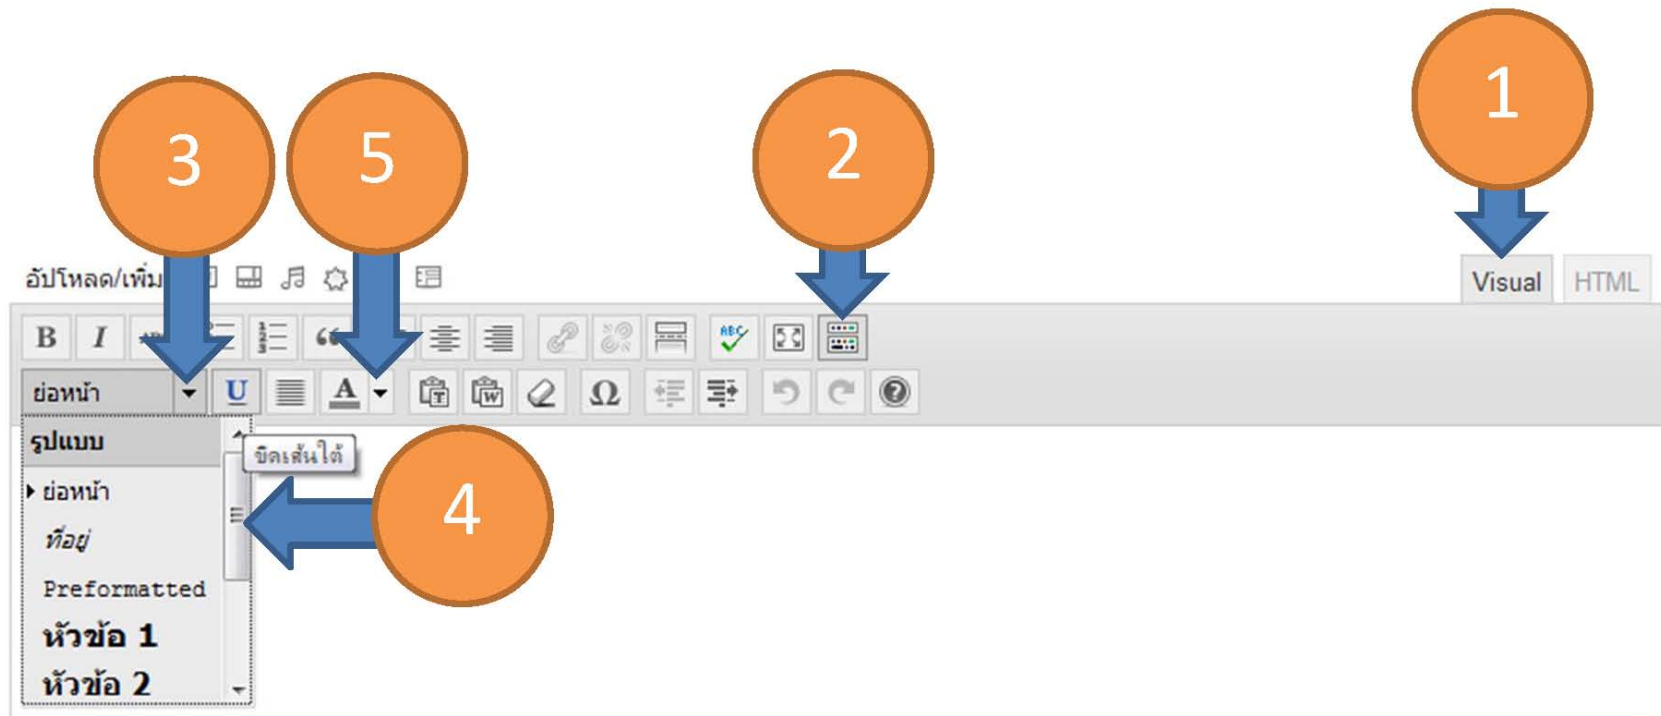 1
2
3
5
อัปโหลด/เพิ่ม
Visual HTML
B I ABC
ย่อหน้า U A T W Ω
รูปแบบ
ขีดเส้นใต้
ย่อหน้า
4
ที่อยู่
Preformatted
หัวข้อ 1
หัวข้อ 2